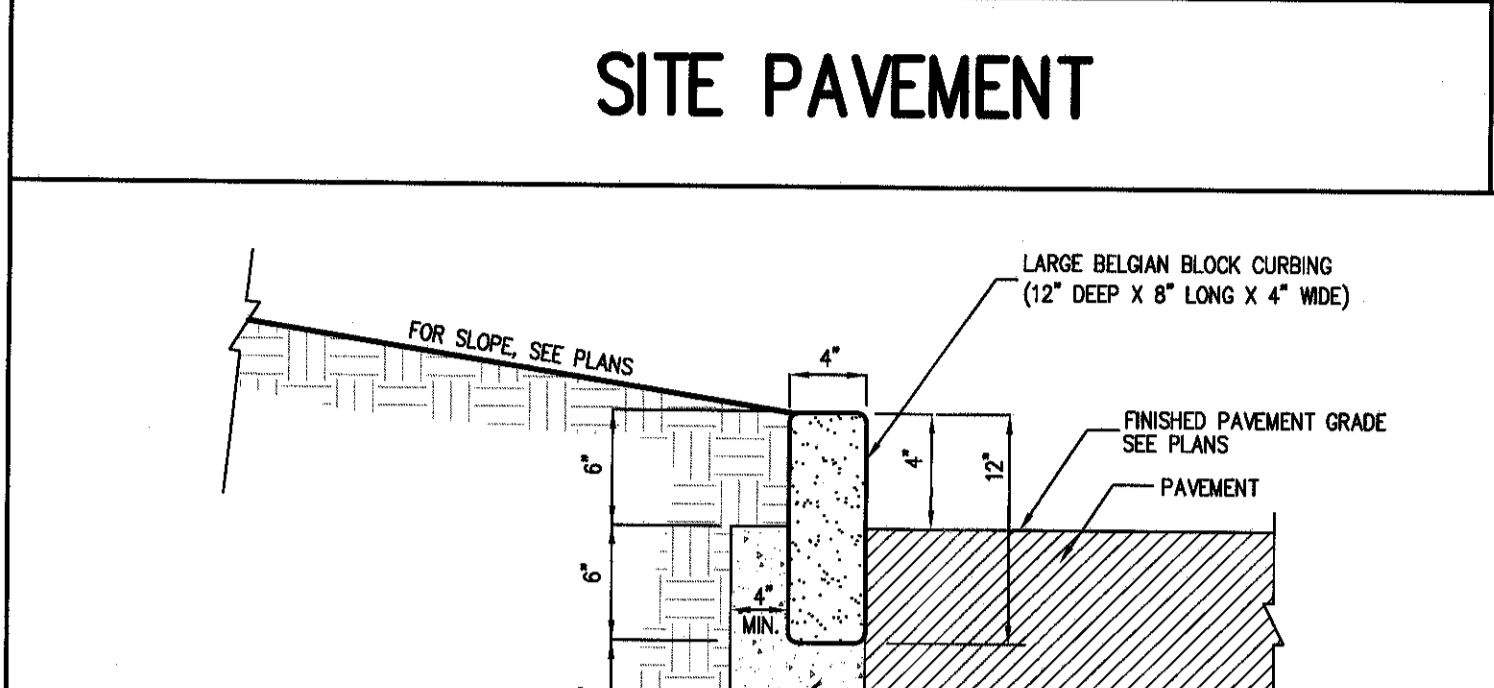 SITE PAVEMENT
LARGE BELGIAN BLOCK CURBING
(12" DEEP X 8" LONG X 4" WIDE)
FOR SLOPE, SEE PLANS
4"
FINISHED PAVEMENT GRADE
SEE PLANS
6"
4"
12"
PAVEMENT
6"
4"
MIN.